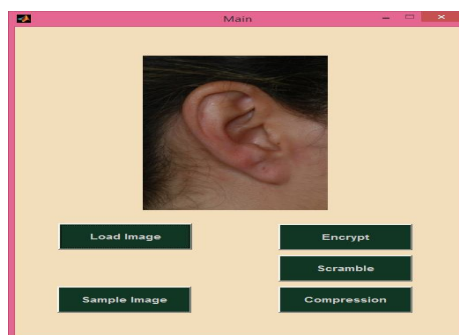 Main
Load Image
Encrypt
Scramble
Sample Image
Compression